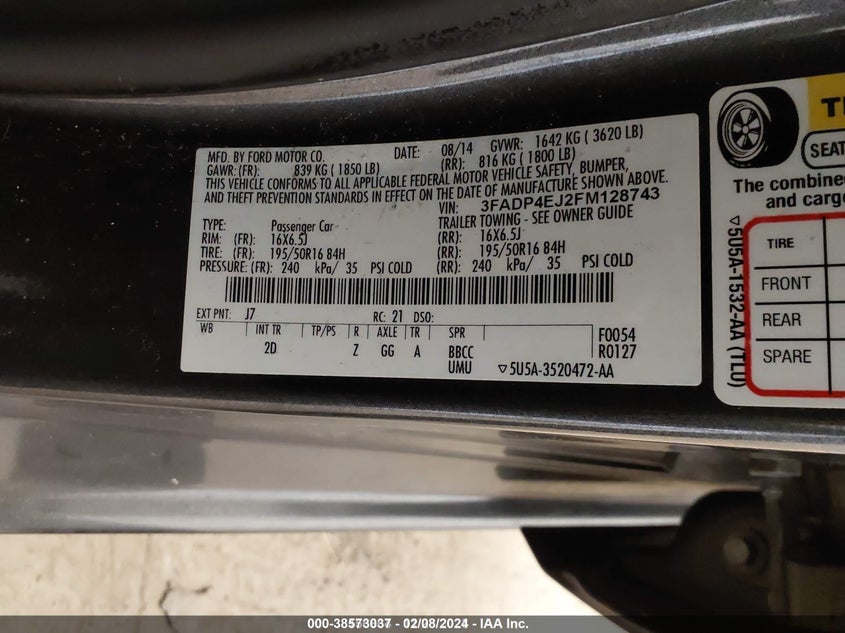 MFD. BY FORD MOTOR CO. DATE: 08/14 GVWR: 1642 KG ( 3620 LB)
GAWR: (FR): 839 KG ( 1850 LB) (RR): 816 KG ( 1800 LB)
THIS VEHICLE CONFORMS TO ALL APPLICABLE FEDERAL MOTOR VEHICLE SAFETY, BUMPER,
AND THEFT PREVENTION STANDARDS IN EFFECT ON THE DATE OF MANUFACTURE SHOWN ABOVE.
VIN: 3FADP4EJ2FM128743
TYPE: Passenger Car TRAILER TOWING - SEE OWNER GUIDE
RIM: (FR): 16X6.5J (RR): 16X6.5J
TIRE: (FR): 195/50R16 84H (RR): 195/50R16 84H
PRESSURE: (FR): 240 kPa/ 35 PSI COLD (RR): 240 kPa/ 35 PSI COLD
EXT PNT: J7 RC: 21 DSO:
WB INT TR TP/PS R AXLE TR SPR F0054
2D Z GG A BBCC R0127
UMU ▽5U5A-3520472-AA
▽5U5A-1532-AA (TLU)
SEAT
The combine
and cargo
TIRE
FRONT
REAR
SPARE
000-38573037 - 02/08/2024 - IAA Inc.